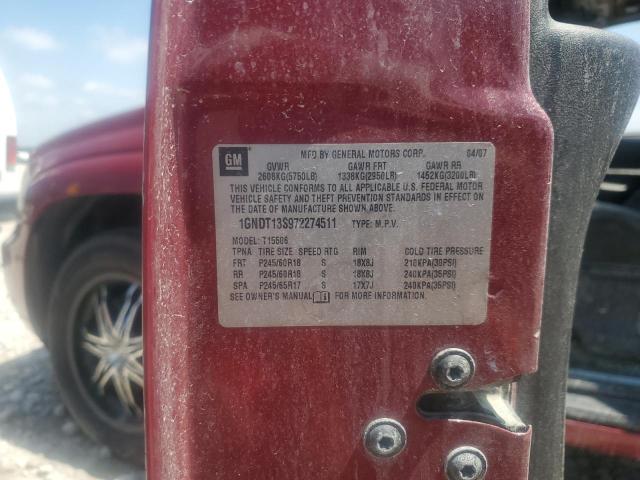 GM
MFD BY GENERAL MOTORS CORP. 04/07
GVWR GAWR FRT GAWR RR
2608KG(5750LB) 1338KG(2950LB) 1452KG(3200LB)
THIS VEHICLE CONFORMS TO ALL APPLICABLE U.S. FEDERAL MOTOR
VEHICLE SAFETY AND THEFT PREVENTION STANDARDS IN EFFECT ON
THE DATE OF MANUFACTURE SHOWN ABOVE.
1GNDT13S972274511 TYPE: M.P.V.
MODEL: T15506
TPNA TIRE SIZE SPEED RTG RIM COLD TIRE PRESSURE
FRT P245/60R18 S 18X8J 210KPA(30PSI)
RR P245/60R18 S 18X8J 240KPA(35PSI)
SPA P245/65R17 S 17X7J 240KPA(35PSI)
SEE OWNER'S MANUAL FOR MORE INFORMATION.